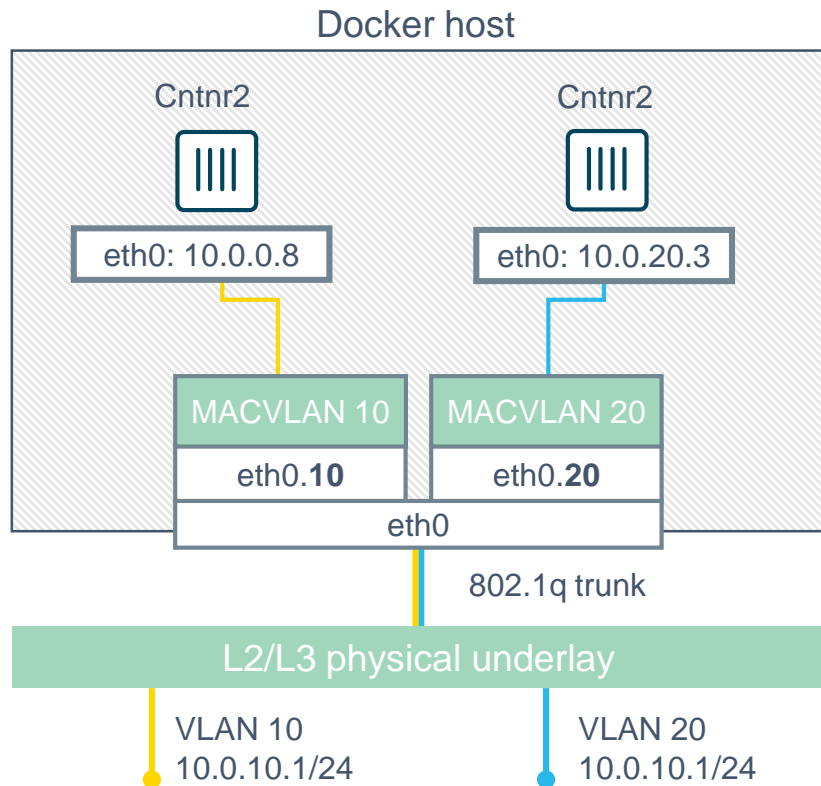 Docker host
Cntnr2
Cntnr2
eth0: 10.0.0.8
eth0: 10.0.20.3
MACVLAN 10
MACVLAN 20
eth0.10
eth0.20
eth0
802.1q trunk
L2/L3 physical underlay
VLAN 10
10.0.10.1/24
VLAN 20
10.0.10.1/24